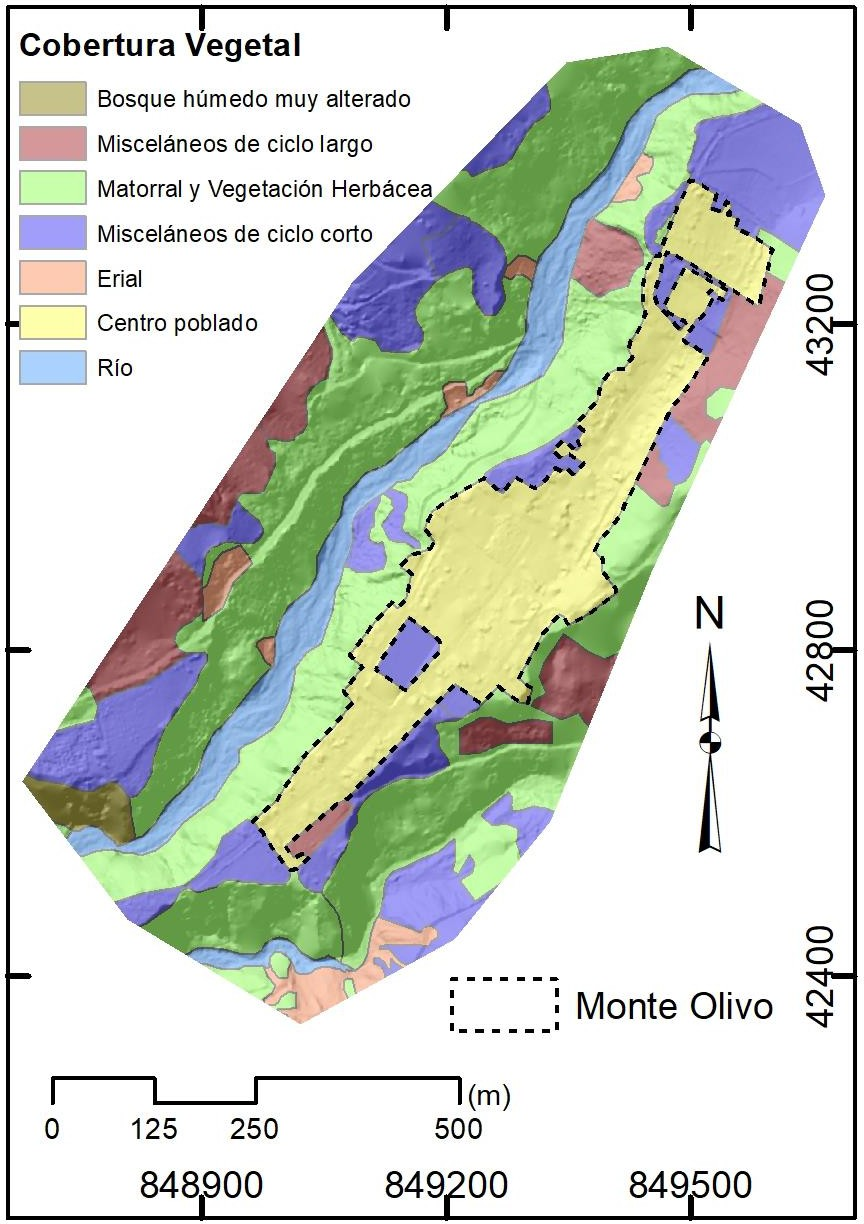 Cobertura Vegetal
Bosque húmedo muy alterado
Misceláneos de ciclo largo
Matorral y Vegetación Herbácea
Misceláneos de ciclo corto
Erial
Centro poblado
Río
43200
42800
N
42400
Monte Olivo
(m)
0 125 250 500
848900 849200 849500